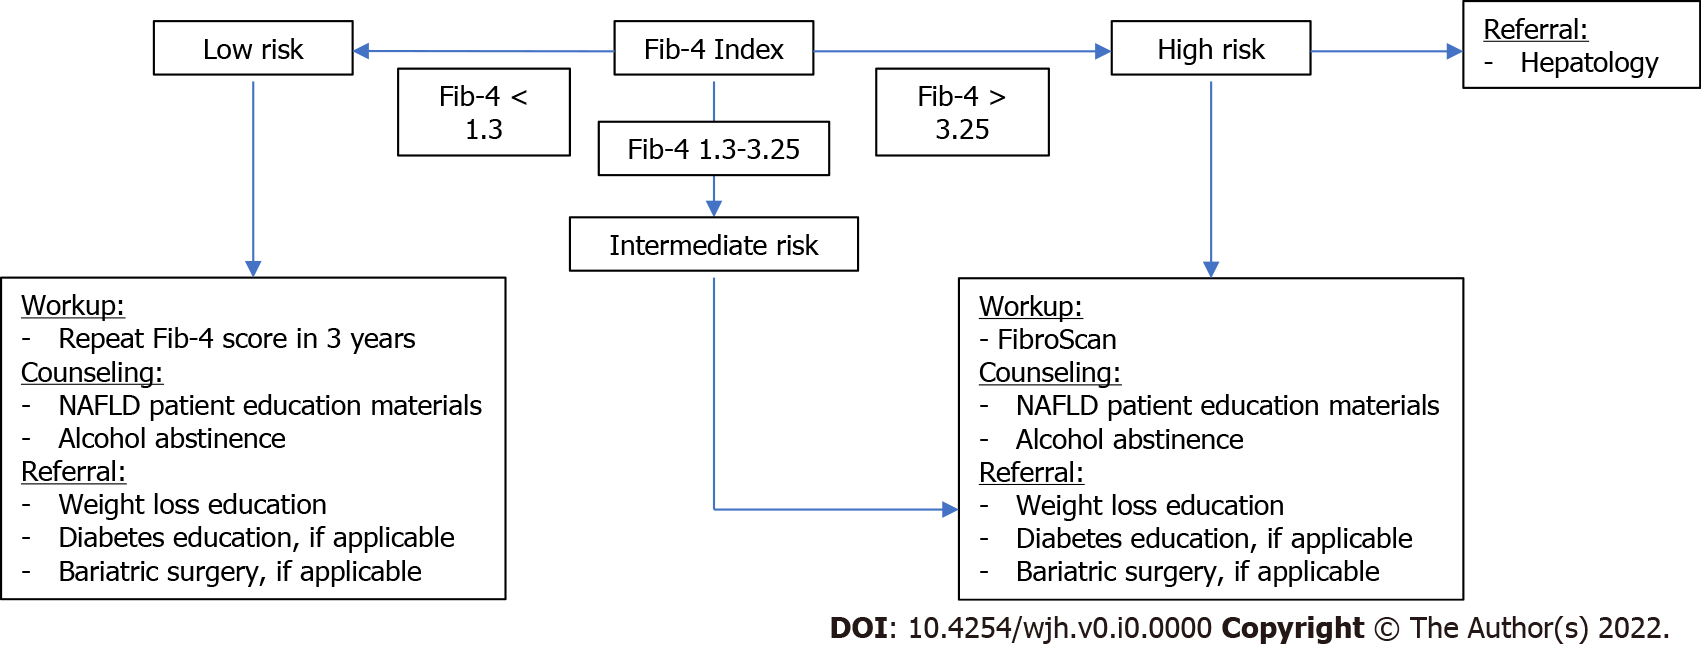 Low risk
Fib-4 Index
High risk
Referral:
- Hepatology
Fib-4 <
1.3
Fib-4 1.3-3.25
Fib-4 >
3.25
Intermediate risk
Workup:
- Repeat Fib-4 score in 3 years
Counseling:
- NAFLD patient education materials
- Alcohol abstinence
Referral:
- Weight loss education
- Diabetes education, if applicable
- Bariatric surgery, if applicable
Workup:
- FibroScan
Counseling:
- NAFLD patient education materials
- Alcohol abstinence
Referral:
- Weight loss education
- Diabetes education, if applicable
- Bariatric surgery, if applicable
DOI: 10.4254/wjh.v0.i0.0000 Copyright © The Author(s) 2022.